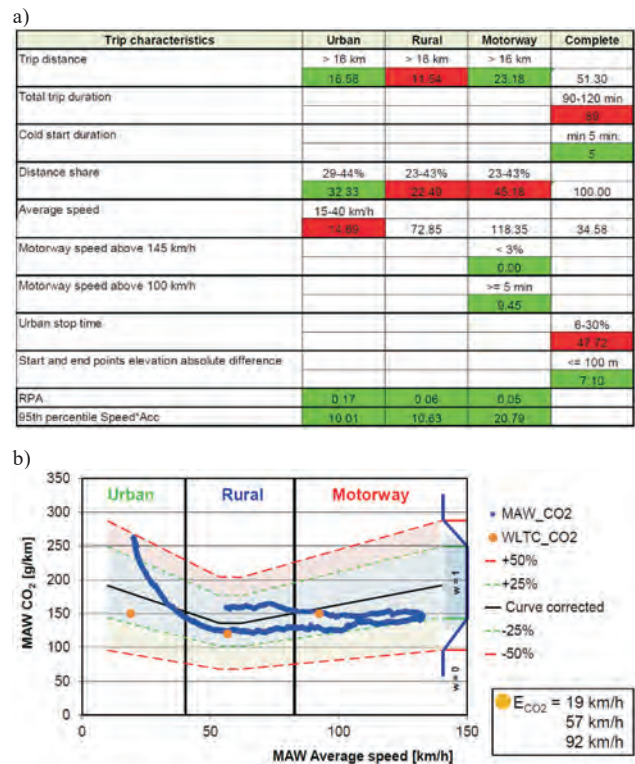 a)
Trip characteristics Urban Rural Motorway Complete
Trip distance > 16 km > 16 km > 16 km
16.58 11.54 23.18 51.30
Total trip duration 90-120 min
89
Cold start duration min 5 min.
5
Distance share 29-44% 23-43% 23-43%
32.33 22.49 45.18 100.00
Average speed 15-40 km/h
14.89 72.85 118.35 34.58
Motorway speed above 145 km/h < 3%
0.00
Motorway speed above 100 km/h >= 5 min
9.45
Urban stop time 6-30%
47.72
Start and end points elevation absolute difference <= 100 m
7.10
RPA 0.17 0.06 0.05
95th percentile Speed*Acc 10.01 10.63 20.79
b)
350
300
250
200
150
100
50
0
MAW CO₂ [g/km]
Urban Rural Motorway
w = 1
w = 0
0 50 100 150
MAW Average speed [km/h]
MAW_CO2
WLTC_CO2
+50%
+25%
Curve corrected
-25%
-50%
E_CO2 = 19 km/h
57 km/h
92 km/h